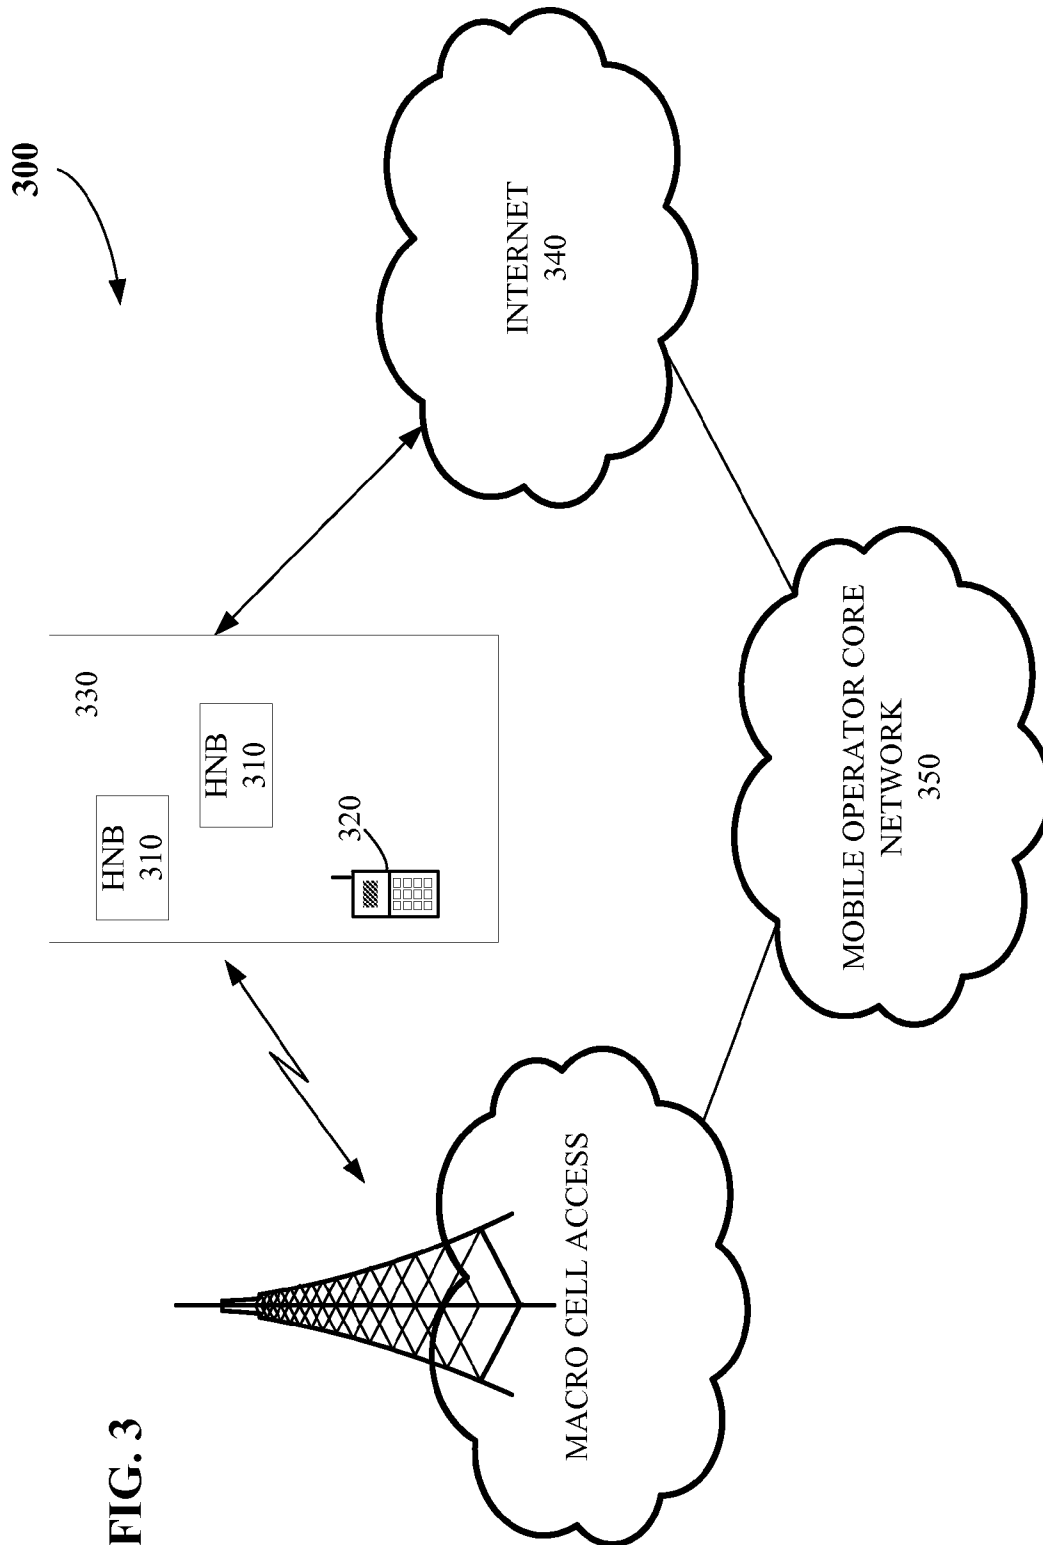 300
330
HNB
310
HNB
310
320
INTERNET
340
MACRO CELL ACCESS
MOBILE OPERATOR CORE
NETWORK
350
FIG. 3